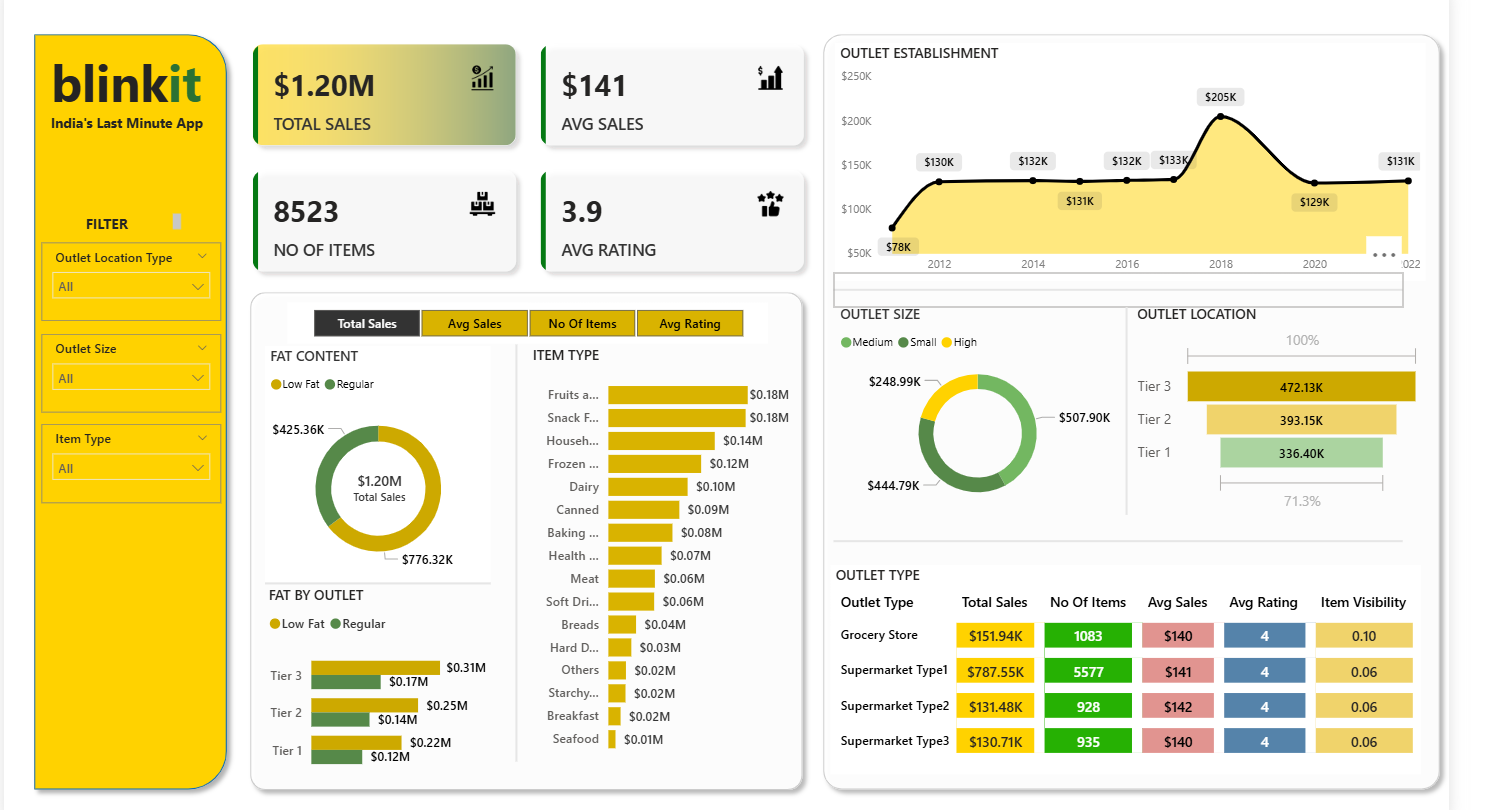 blinkit
India's Last Minute App
FILTER
Outlet Location Type
All
Outlet Size
All
Item Type
All
$1.20M
TOTAL SALES
$141
AVG SALES
8523
NO OF ITEMS
3.9
AVG RATING
Total Sales Avg Sales No Of Items Avg Rating
FAT CONTENT
Low Fat Regular
$425.36K
$1.20M
Total Sales
$776.32K
FAT BY OUTLET
Low Fat Regular
Tier 3 $0.31M
$0.17M
Tier 2 $0.25M
$0.14M
Tier 1 $0.22M
$0.12M
ITEM TYPE
Fruits a... $0.18M
Snack F... $0.18M
Househ... $0.14M
Frozen ... $0.12M
Dairy $0.10M
Canned $0.09M
Baking ... $0.08M
Health ... $0.07M
Meat $0.06M
Soft Dri... $0.06M
Breads $0.04M
Hard D... $0.03M
Others $0.02M
Starchy... $0.02M
Breakfast $0.02M
Seafood $0.01M
OUTLET ESTABLISHMENT
$250K
$200K
$150K
$100K
$50K
$78K
$130K
$132K
$131K
$132K
$133K
$205K
$129K
$131K
2012 2014 2016 2018 2020 2022
OUTLET SIZE
Medium Small High
$248.99K
$507.90K
$444.79K
OUTLET LOCATION
100%
Tier 3 472.13K
Tier 2 393.15K
Tier 1 336.40K
71.3%
OUTLET TYPE
Outlet Type Total Sales No Of Items Avg Sales Avg Rating Item Visibility
Grocery Store $151.94K 1083 $140 4 0.10
Supermarket Type1 $787.55K 5577 $141 4 0.06
Supermarket Type2 $131.48K 928 $142 4 0.06
Supermarket Type3 $130.71K 935 $140 4 0.06